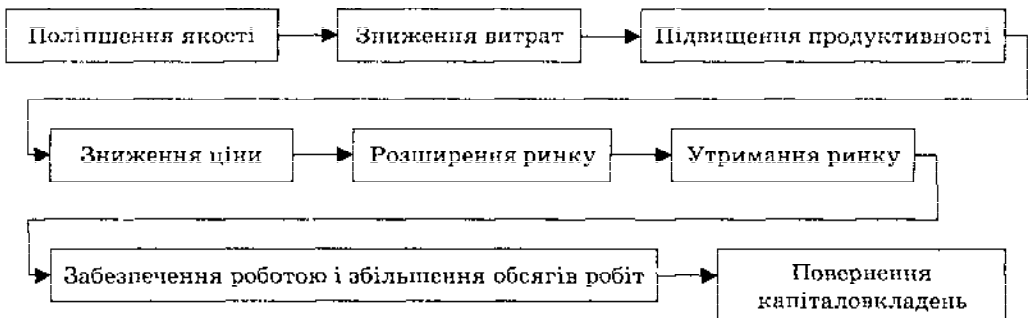 Поліпшення якості
Зниження витрат
Підвищення продуктивності
Зниження ціни
Розширення ринку
Утримання ринку
Забезпечення роботою і збільшення обсягів робіт
Повернення
капіталовкладень